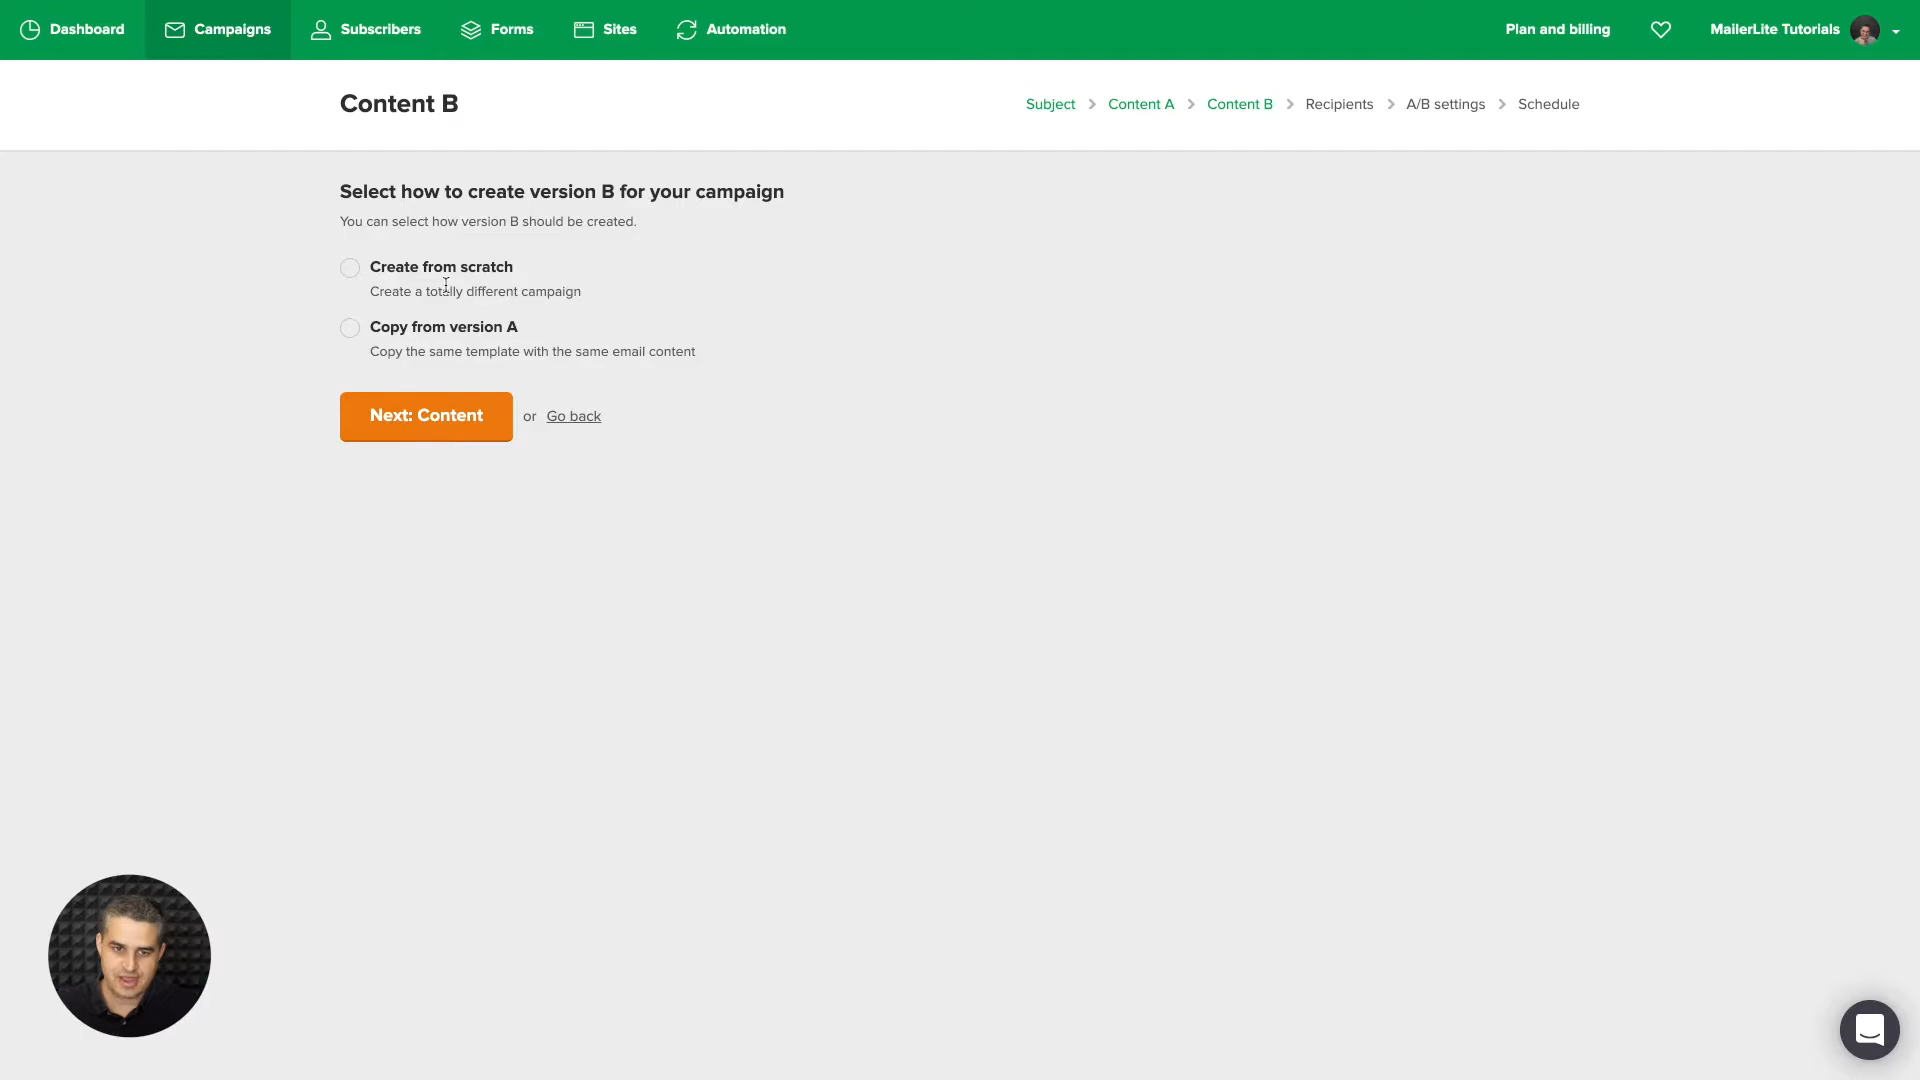 Dashboard Campaigns Subscribers Forms Sites Automation Plan and billing MailerLite Tutorials
Content B
Subject > Content A > Content B > Recipients > A/B settings > Schedule
Select how to create version B for your campaign
You can select how version B should be created.
Create from scratch
Create a totally different campaign
Copy from version A
Copy the same template with the same email content
Next: Content or Go back